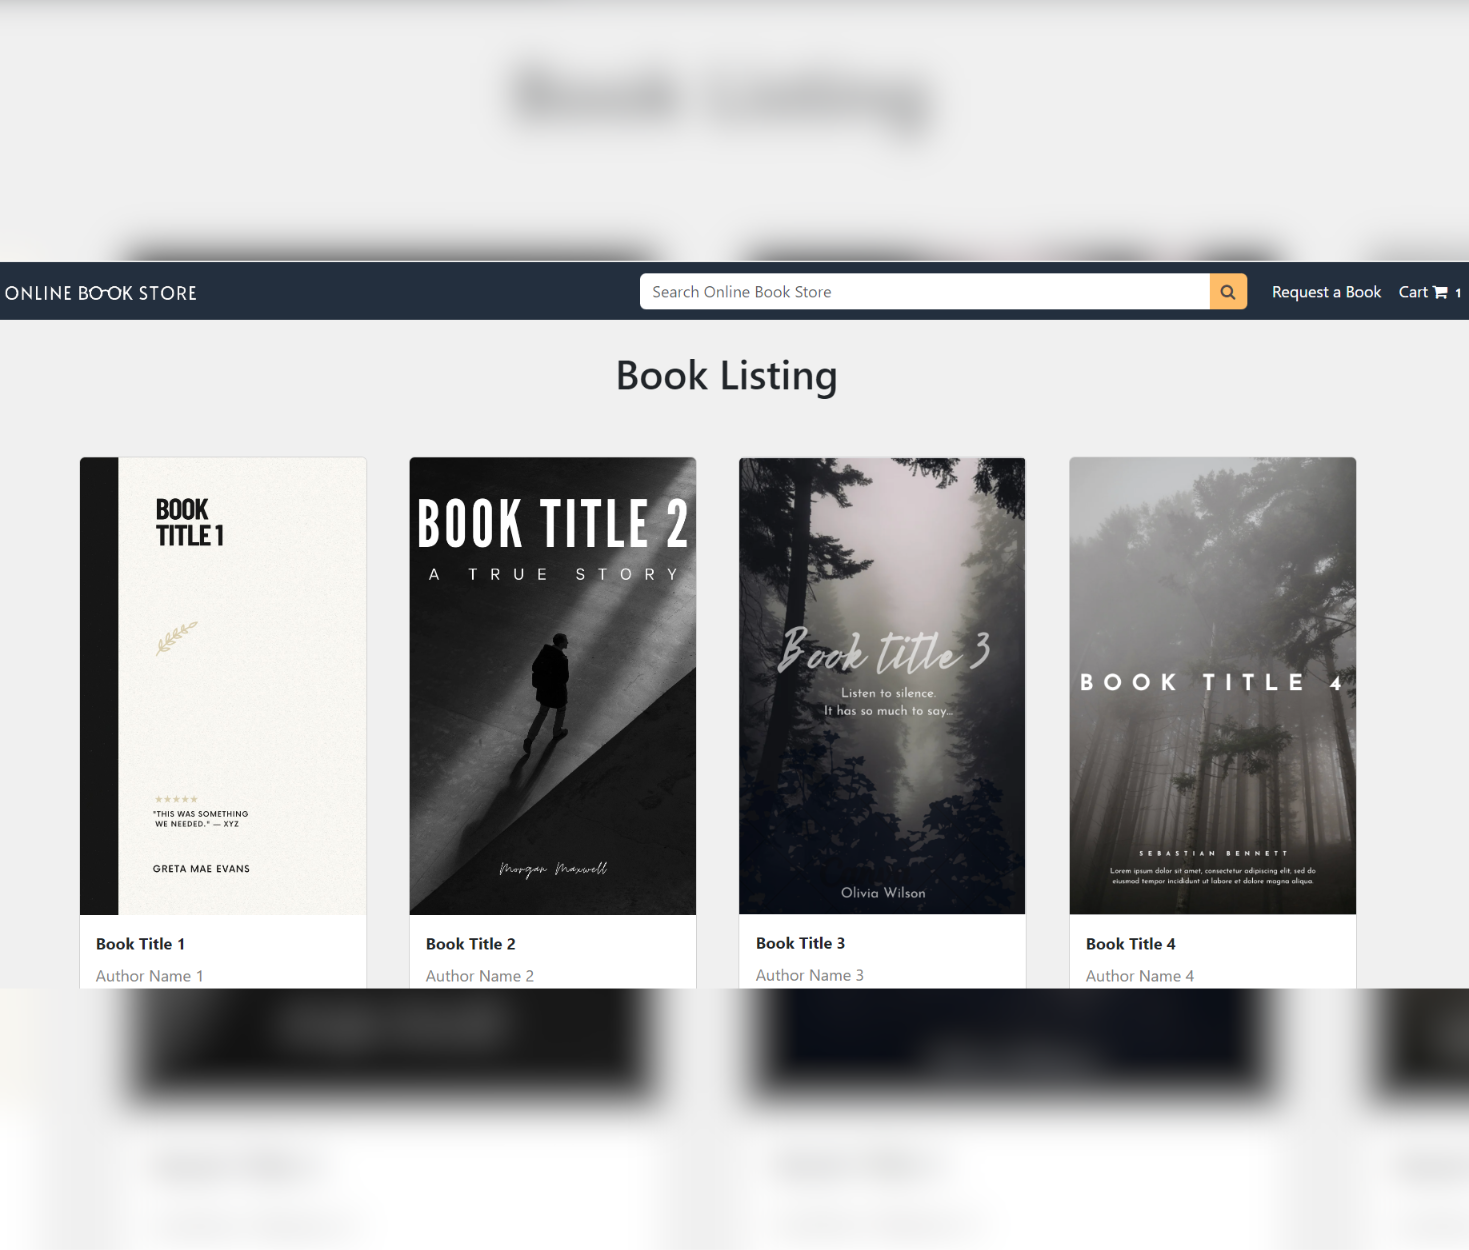 Book Listing
ONLINE BOOK STORE
Search Online Book Store
Request a Book
Cart 1
Book Listing
BOOK
TITLE 1
★★★★★
"THIS WAS SOMETHING
WE NEEDED." — XYZ
GRETA MAE EVANS
BOOK TITLE 2
A TRUE STORY
Morgan Maxwell
Book title 3
Listen to silence.
It has so much to say...
Olivia Wilson
BOOK TITLE 4
SEBASTIAN BENNETT
Lorem ipsum dolor sit amet, consectetur adipiscing elit, sed do
eiusmod tempor incididunt ut labore et dolore magna aliqua.
Book Title 1
Author Name 1
Book Title 2
Author Name 2
Book Title 3
Author Name 3
Book Title 4
Author Name 4